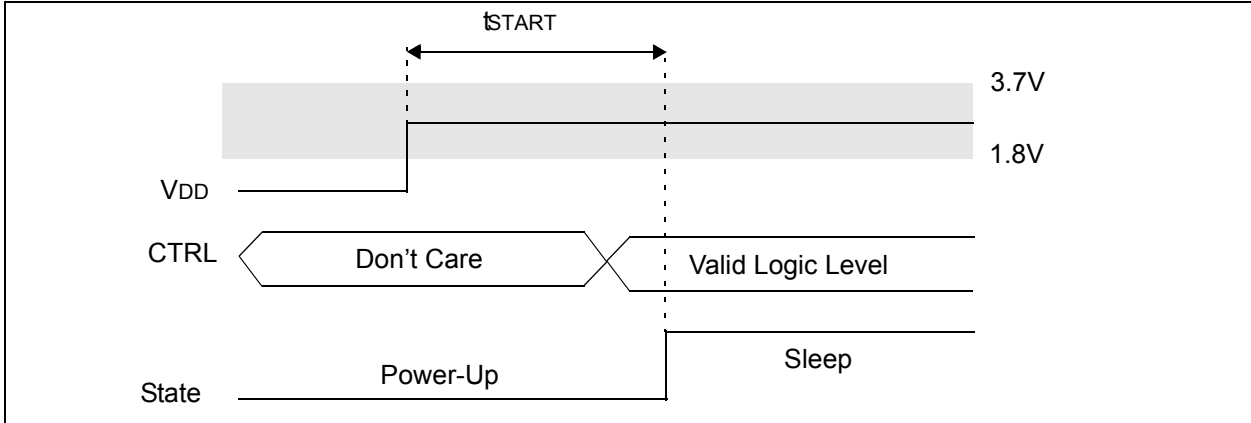 tSTART
3.7V
1.8V
VDD
CTRL
Don't Care
Valid Logic Level
Sleep
Power-Up
State